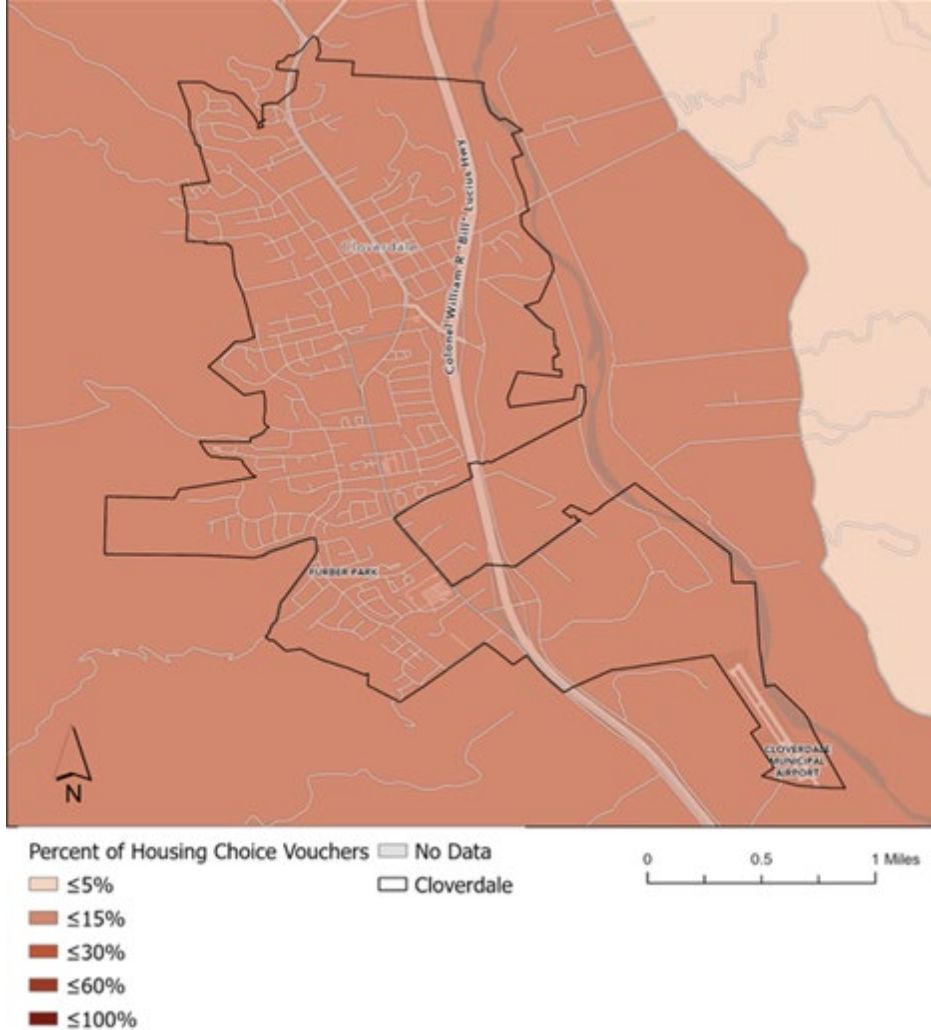 Cloverdale
Colonel William R "Bill" Lucius Hwy
FURBER PARK
CLOVERDALE
MUNICIPAL
AIRPORT
N
Percent of Housing Choice Vouchers
≤5%
≤15%
≤30%
≤60%
≤100%
No Data
Cloverdale
0 0.5 1 Miles